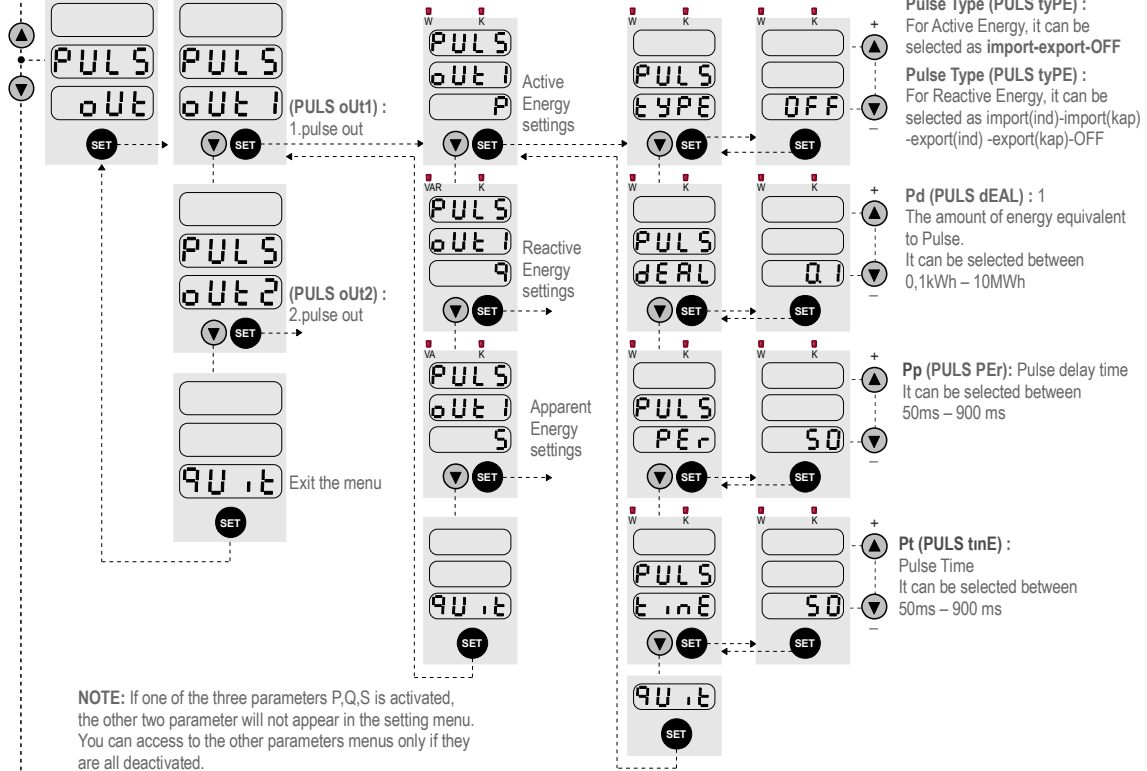 PULS
oUt
SET
PULS
oUt 1
SET
(PULS oUt1) :
1.pulse out
PULS
oUt 2
SET
(PULS oUt2) :
2.pulse out
qUit
Exit the menu
SET
W K
PULS
oUt 1
P
SET
Active
Energy
settings
VAR K
PULS
oUt 1
q
SET
Reactive
Energy
settings
VA K
PULS
oUt 1
S
SET
Apparent
Energy
settings
qUit
SET
W K
PULS
tYPE
SET
W K
OFF
SET
+
–
Pulse Type (PULS tyPE) :
For Active Energy, it can be
selected as import-export-OFF
Pulse Type (PULS tyPE) :
For Reactive Energy, it can be
selected as import(ind)-import(kap)
-export(ind) -export(kap)-OFF
W K
PULS
dEAL
SET
W K
0.1
SET
+
–
Pd (PULS dEAL) : 1
The amount of energy equivalent
to Pulse.
It can be selected between
0,1kWh – 10MWh
W K
PULS
PEr
SET
W K
50
SET
+
–
Pp (PULS PEr): Pulse delay time
It can be selected between
50ms – 900 ms
W K
PULS
tinE
SET
W K
50
SET
+
–
Pt (PULS tınE) :
Pulse Time
It can be selected between
50ms – 900 ms
qUit
SET
NOTE: If one of the three parameters P,Q,S is activated,
the other two parameter will not appear in the setting menu.
You can access to the other parameters menus only if they
are all deactivated.